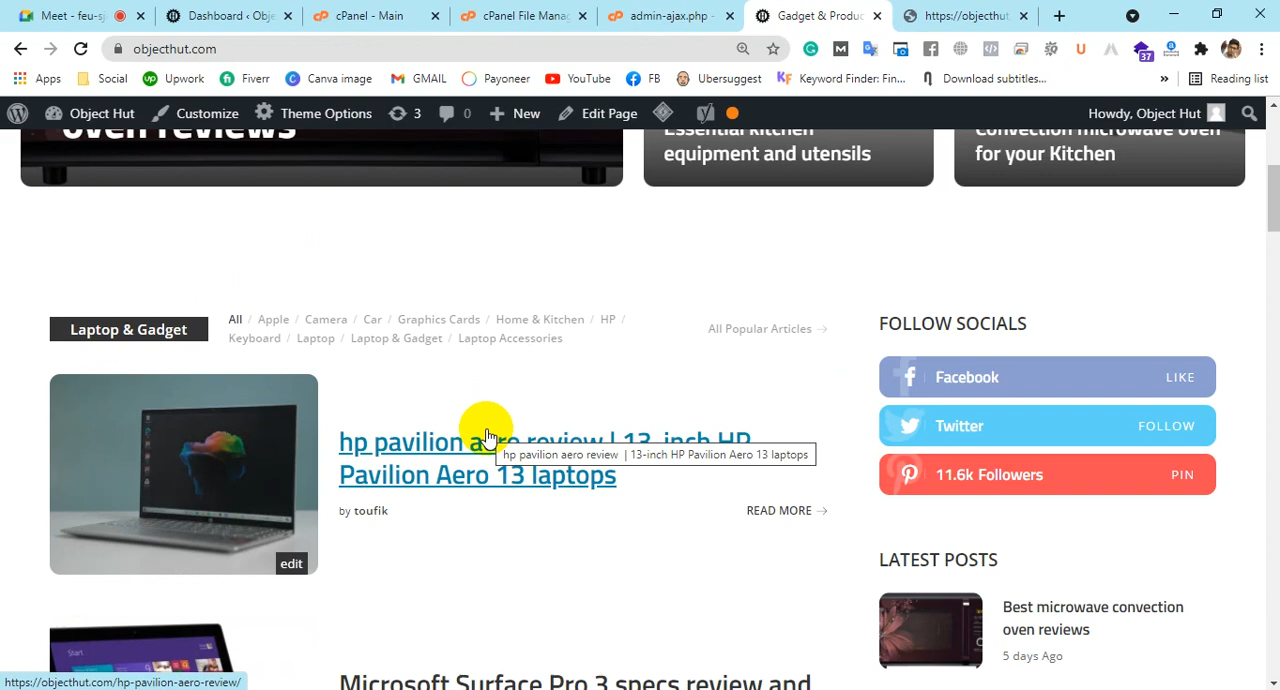 Meet - feu-sj
Dashboard ‹ Obje
cPanel - Main
cPanel File Manag
admin-ajax.php -
Gadget & Produc
https://objecthut
objecthut.com
37
Apps
Social
Upwork
Fiverr
Canva image
GMAIL
Payoneer
YouTube
FB
Ubersuggest
Keyword Finder: Fin...
Download subtitles...
»
Reading list
Object Hut
Customize
Theme Options
3
0
New
Edit Page
Howdy, Object Hut
oven reviews
Essential kitchen
equipment and utensils
Convection microwave oven
for your Kitchen
Laptop & Gadget
All / Apple / Camera / Car / Graphics Cards / Home & Kitchen / HP /
Keyboard / Laptop / Laptop & Gadget / Laptop Accessories
All Popular Articles →
hp pavilion aero review | 13-inch HP
Pavilion Aero 13 laptops
hp pavilion aero review | 13-inch HP Pavilion Aero 13 laptops
by toufik
READ MORE →
edit
FOLLOW SOCIALS
Facebook LIKE
Twitter FOLLOW
11.6k Followers PIN
LATEST POSTS
Best microwave convection
oven reviews
5 days Ago
Start
Microsoft Surface Pro 3 specs review and
https://objecthut.com/hp-pavilion-aero-review/